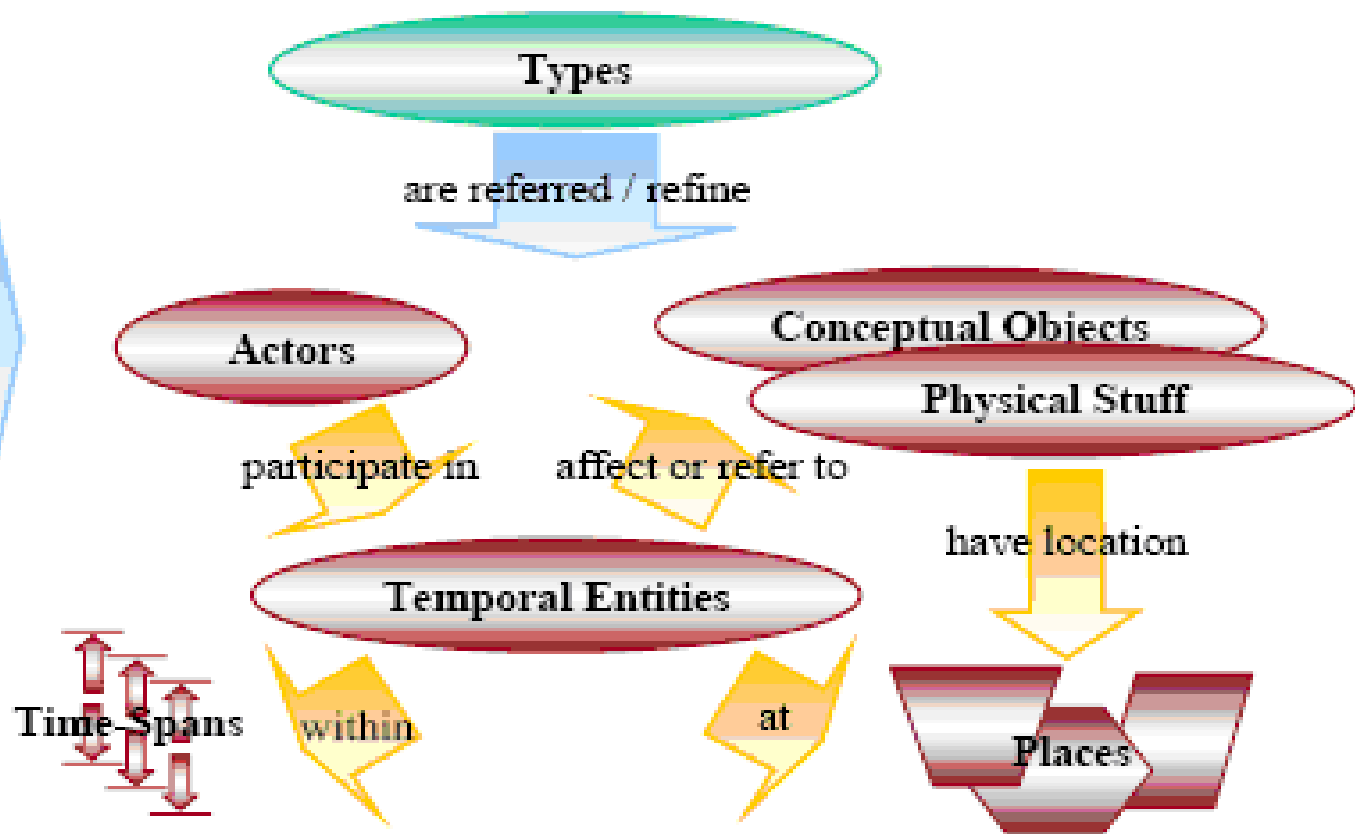 Types
are referred / refine
Actors
Conceptual Objects
Physical Stuff
participate in
affect or refer to
have location
Temporal Entities
Time-Spans
within
at
Places